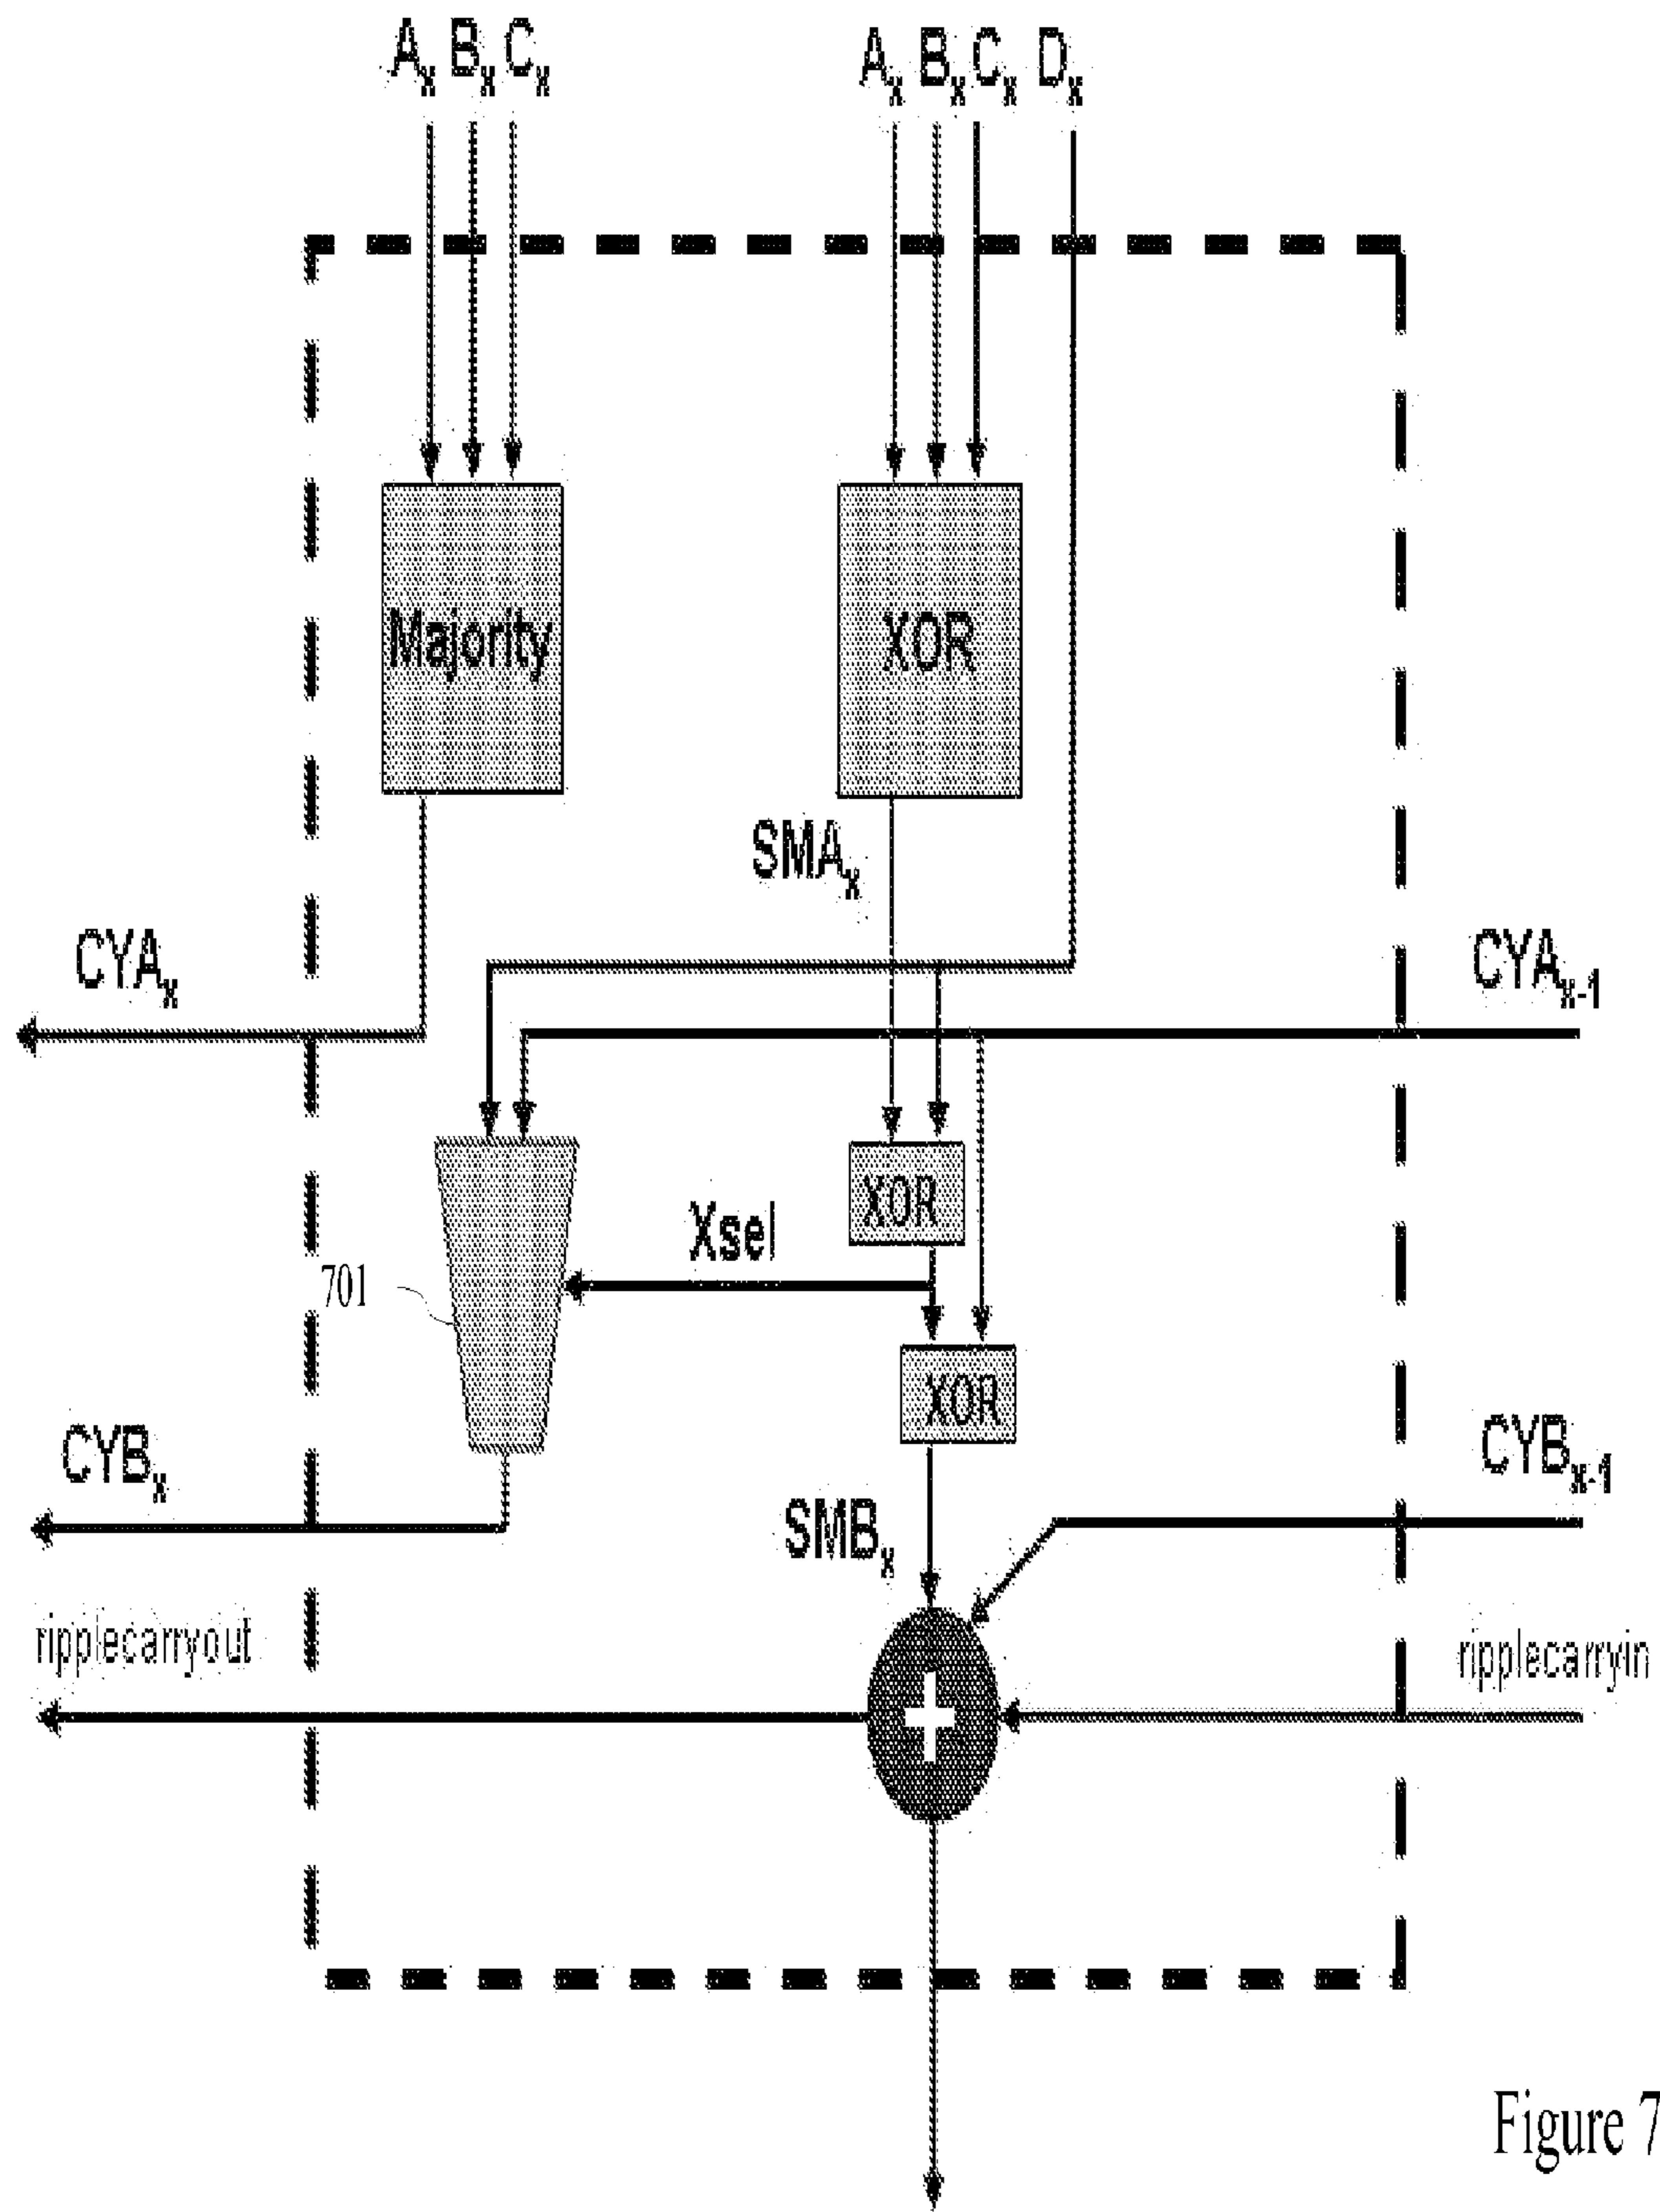 Aₓ Bₓ Cₓ
Aₓ Bₓ Cₓ Dₓ
Majority
XOR
SMAₓ
CYAₓ
CYAₓ₋₁
XOR
Xsel
701
XOR
CYBₓ
CYBₓ₋₁
SMBₓ
ripplecarryout
ripplecarryin
+
Figure 7